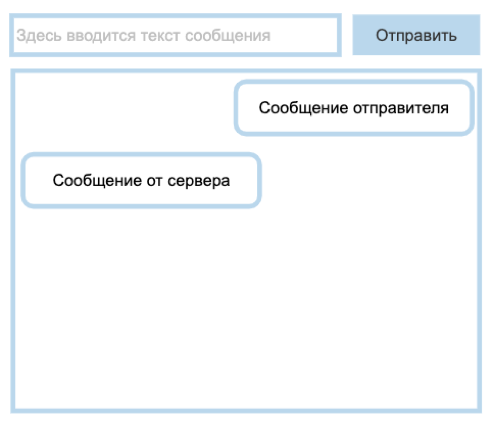 Здесь вводится текст сообщения
Отправить
Сообщение отправителя
Сообщение от сервера